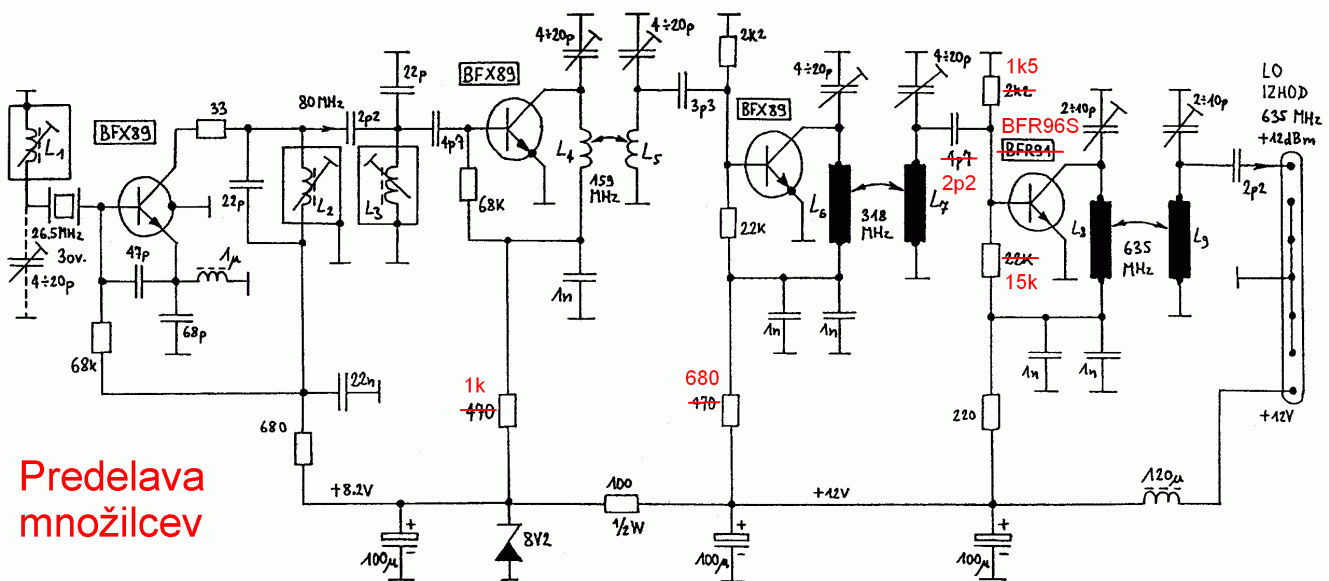 4÷20p
4÷20p
2k2
22p
BFX89
1k5
2k2
LO
IZHOD
635 MHz
+12dBm
4÷20p
4÷20p
33
80MHz
2p2
3p3
BFX89
BFX89
2÷10p
2÷10p
BFR96S
BFR91
L1
4p7
L4
L5
4p7
2p2
2p2
22p
L2
L3
68K
159
MHz
22K
L6
318
MHz
L7
L8
635
MHz
L9
26.5MHz
3ov.
4÷20p
47p
1μ
22K
15k
68p
1n
1n
1n
1n
1n
68k
22n
1k
470
680
470
220
+12V
680
Predelava
množilcev
+8.2V
100
1/2W
+12V
120μ
+
-
100μ
8V2
+
-
100μ
+
-
100μ